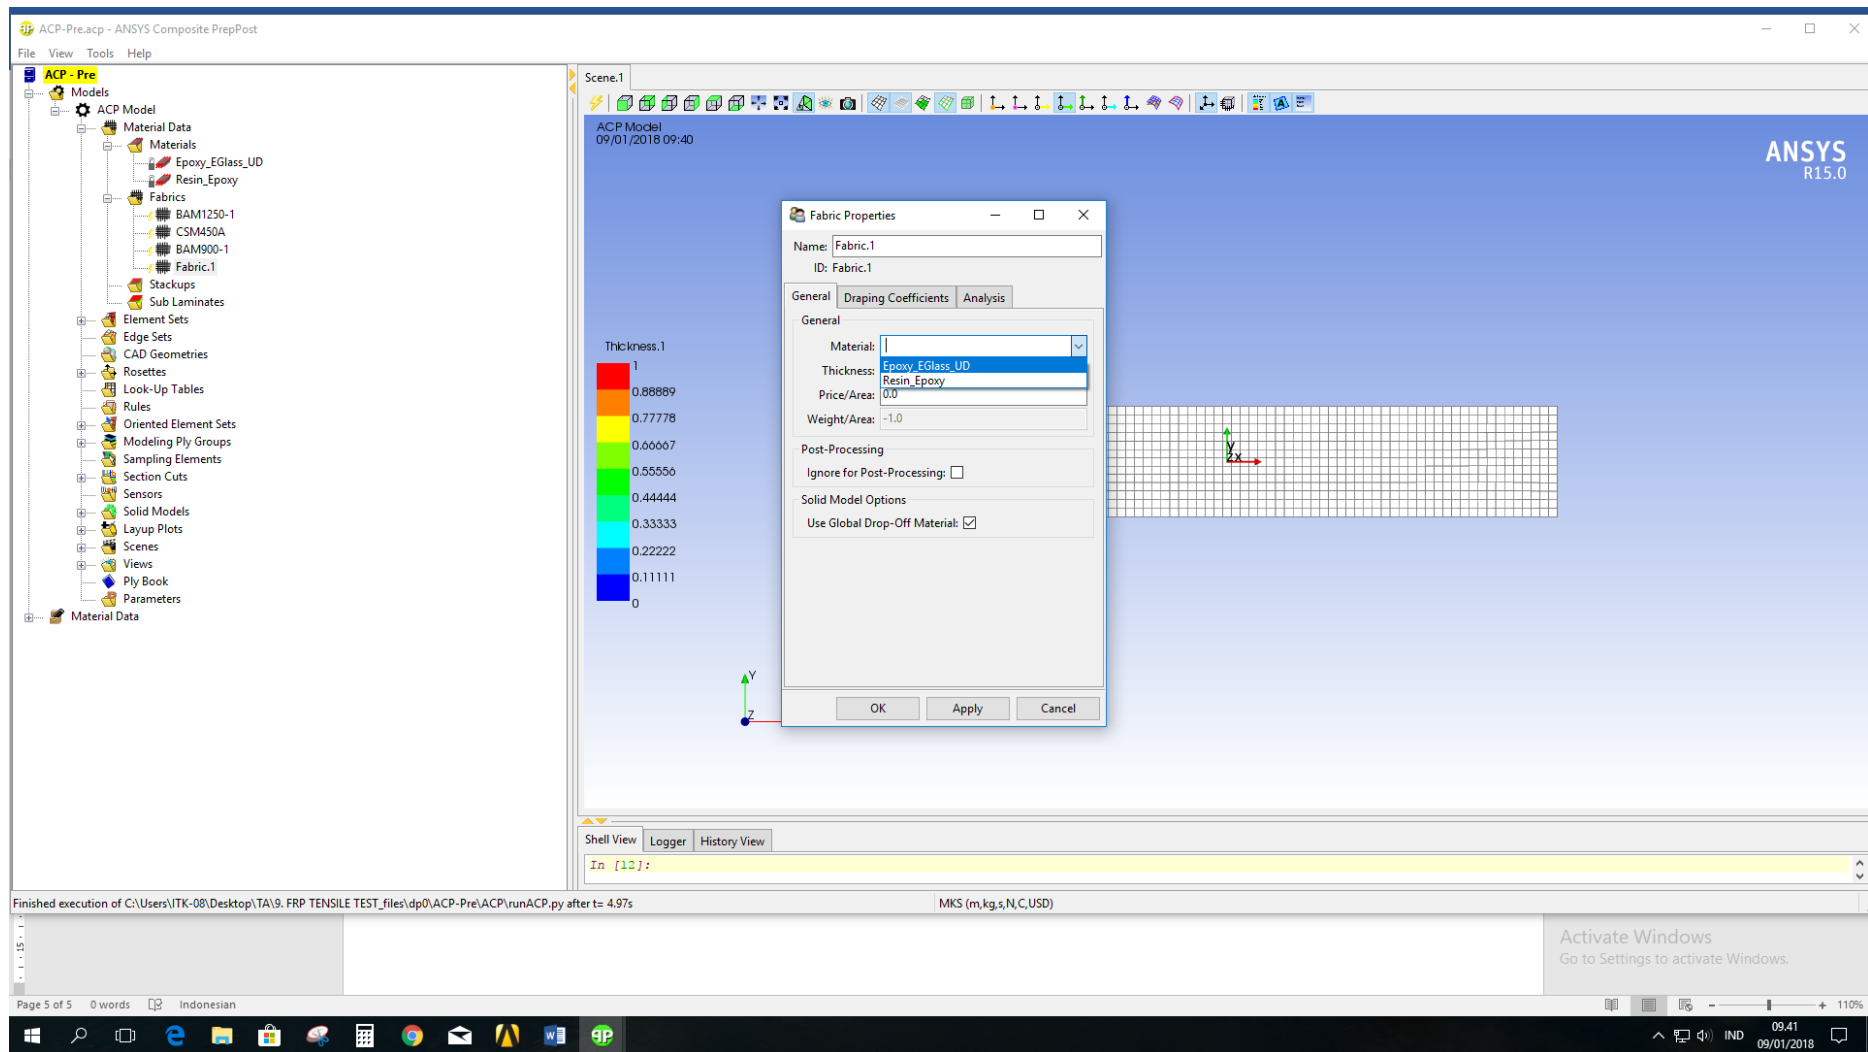 ACP-Pre.acp - ANSYS Composite PrepPost
File View Tools Help
ACP - Pre
Models
ACP Model
Material Data
Materials
Epoxy_EGlass_UD
Resin_Epoxy
Fabrics
BAM1250-1
CSM450A
BAM900-1
Fabric.1
Stackups
Sub Laminates
Element Sets
Edge Sets
CAD Geometries
Rosettes
Look-Up Tables
Rules
Oriented Element Sets
Modeling Ply Groups
Sampling Elements
Section Cuts
Sensors
Solid Models
Layup Plots
Scenes
Views
Ply Book
Parameters
Material Data
Scene.1
ACP Model
09/01/2018 09:40
ANSYS
R15.0
Thickness.1
1
0.88889
0.77778
0.66667
0.55556
0.44444
0.33333
0.22222
0.11111
0
Y
Z
Y
ZX
Fabric Properties
Name: Fabric.1
ID: Fabric.1
General Draping Coefficients Analysis
General
Material:
Epoxy_EGlass_UD
Resin_Epoxy
Thickness:
Price/Area: 0.0
Weight/Area: -1.0
Post-Processing
Ignore for Post-Processing:
Solid Model Options
Use Global Drop-Off Material:
OK Apply Cancel
Shell View Logger History View
In [12]:
Finished execution of C:\Users\ITK-08\Desktop\TA\9. FRP TENSILE TEST_files\dp0\ACP-Pre\ACP\runACP.py after t= 4.97s
MKS (m,kg,s,N,C,USD)
15
Activate Windows
Go to Settings to activate Windows.
Page 5 of 5 0 words Indonesian
110%
IND
09.41
09/01/2018